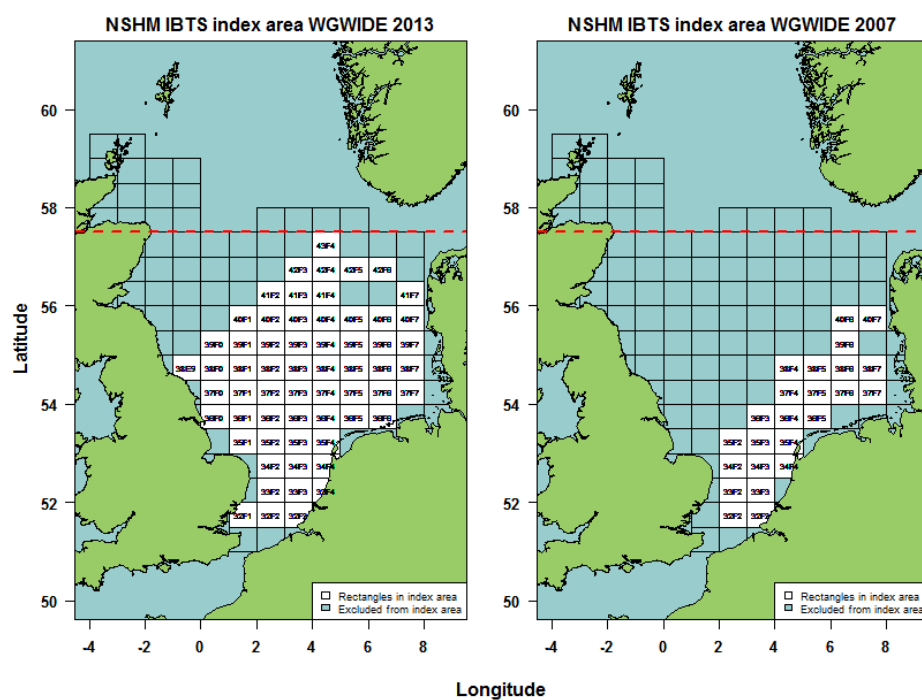 NSHM IBTS index area WGWIDE 2013
NSHM IBTS index area WGWIDE 2007
Latitude
60
58
56
54
52
50
43F4
42F3 42F4 42F5 42F6
41F2 41F3 41F4 41F7
40F1 40F2 40F3 40F4 40F5 40F6 40F7
39F0 39F1 39F2 39F3 39F4 39F5 39F6 39F7
38E9 38F0 38F1 38F2 38F3 38F4 38F5 38F6 38F7
37F0 37F1 37F2 37F3 37F4 37F5 37F6 37F7
36F0 36F1 36F2 36F3 36F4 36F5 36F6
35F1 35F2 35F3 35F4
34F2 34F3 34F4
33F2 33F3 33F4
32F1 32F2 32F3
Rectangles in index area
Excluded from index area
-4 -2 0 2 4 6 8
60
58
56
54
52
50
40F6 40F7
39F6
38F4 38F5 38F6 38F7
37F4 37F5 37F6 37F7
36F3 36F4 36F5
35F2 35F3 35F4
34F2 34F3 34F4
33F2 33F3
32F2 32F3
Rectangles in index area
Excluded from index area
-4 -2 0 2 4 6 8
Longitude